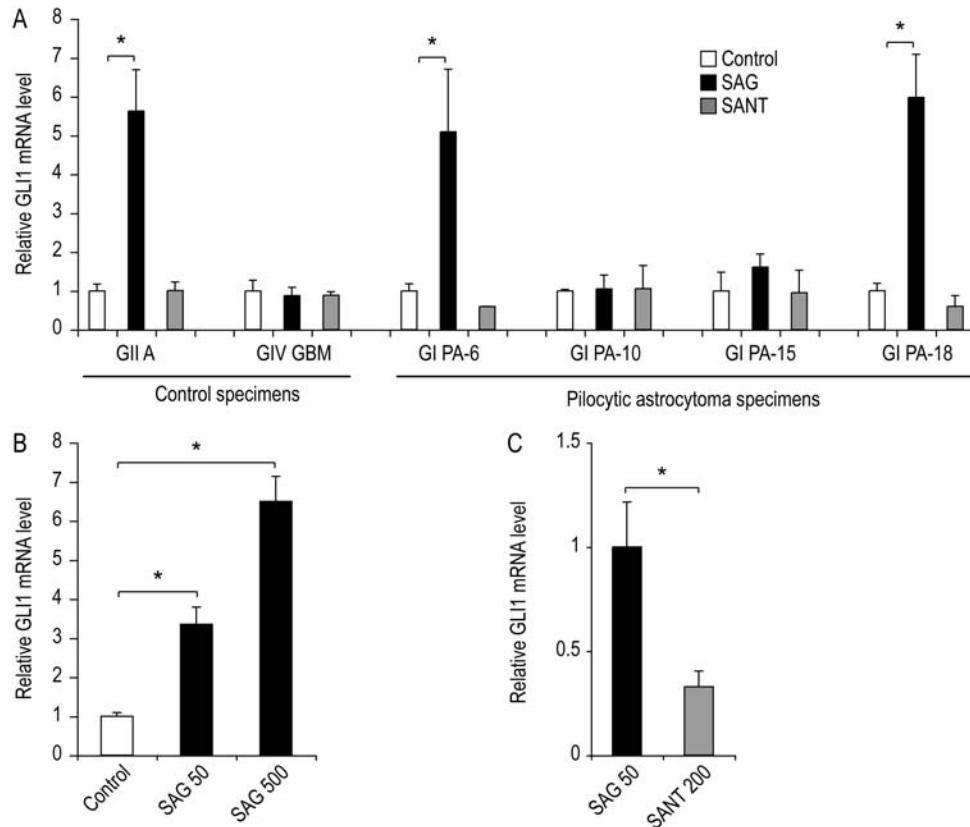 A
Relative GLI1 mRNA level
8
7
6
5
4
3
2
1
0
*
*
*
Control
SAG
SANT
GII A
GIV GBM
GI PA-6
GI PA-10
GI PA-15
GI PA-18
Control specimens
Pilocytic astrocytoma specimens
B
Relative GLI1 mRNA level
8
7
6
5
4
3
2
1
0
*
*
Control
SAG 50
SAG 500
C
Relative GLI1 mRNA level
1.5
1
0.5
0
*
SAG 50
SANT 200